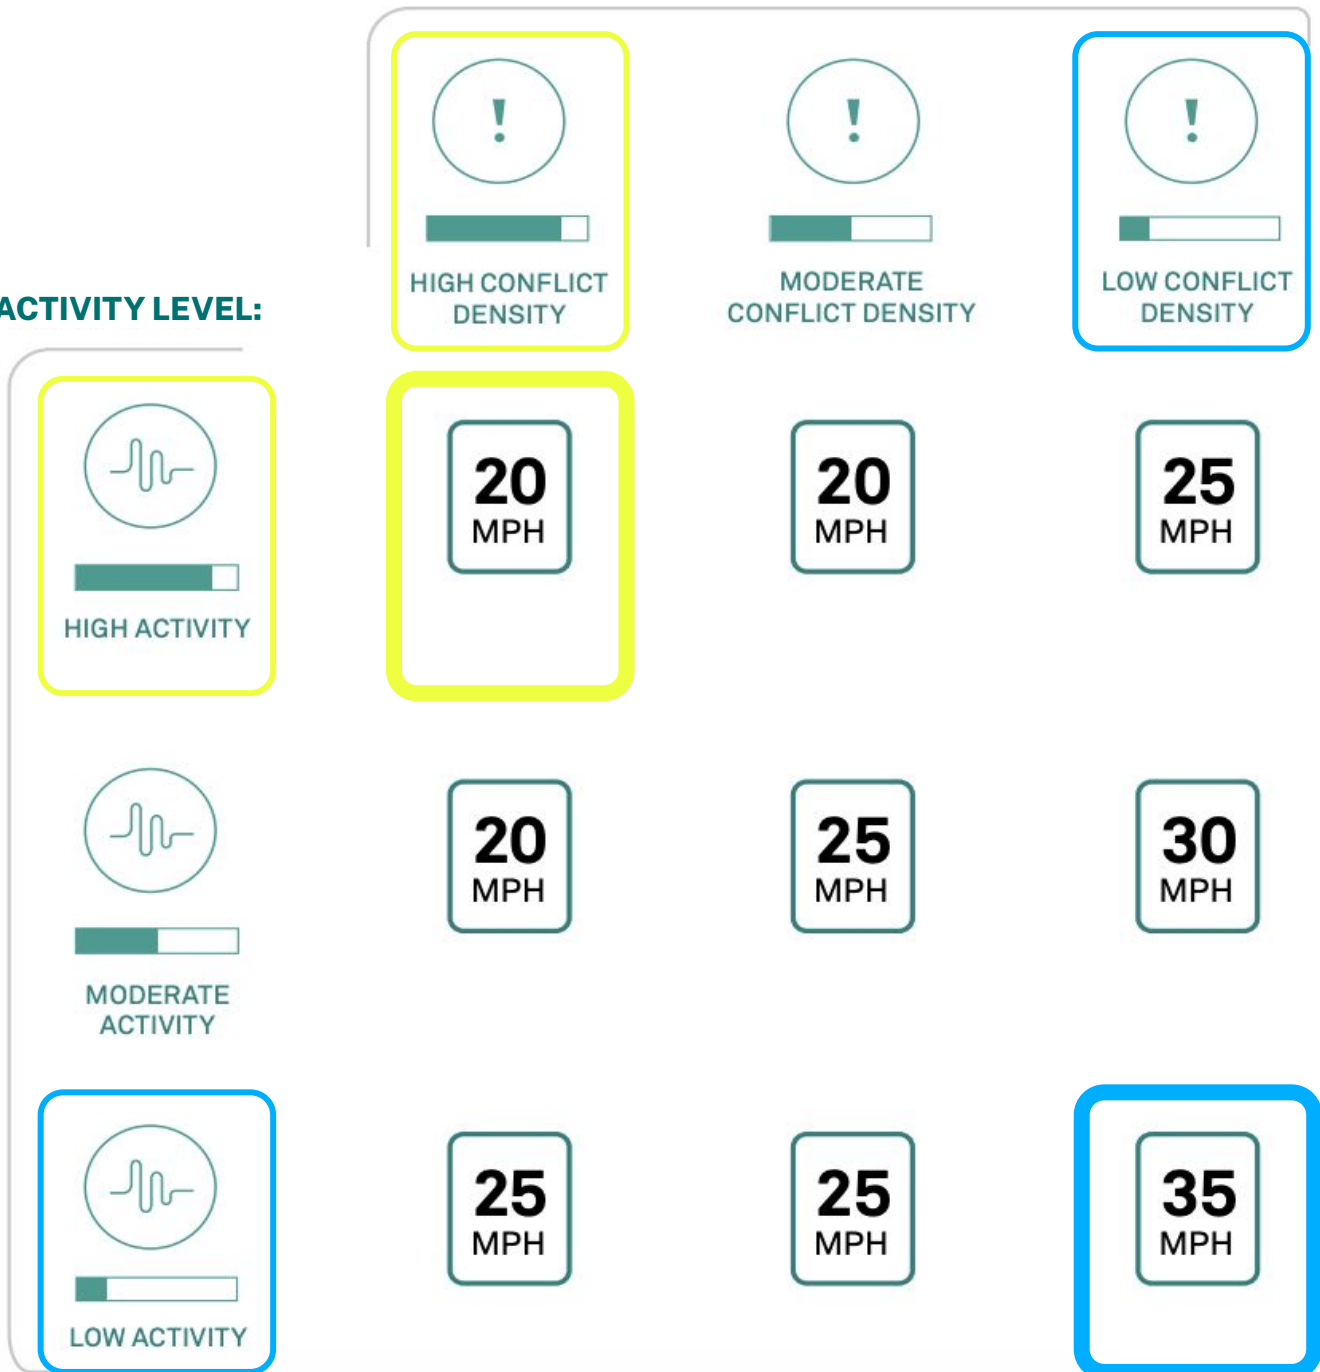 !
!
!
HIGH CONFLICT
DENSITY
MODERATE
CONFLICT DENSITY
LOW CONFLICT
DENSITY
ACTIVITY LEVEL:
HIGH ACTIVITY
20
MPH
20
MPH
25
MPH
MODERATE
ACTIVITY
20
MPH
25
MPH
30
MPH
LOW ACTIVITY
25
MPH
25
MPH
35
MPH